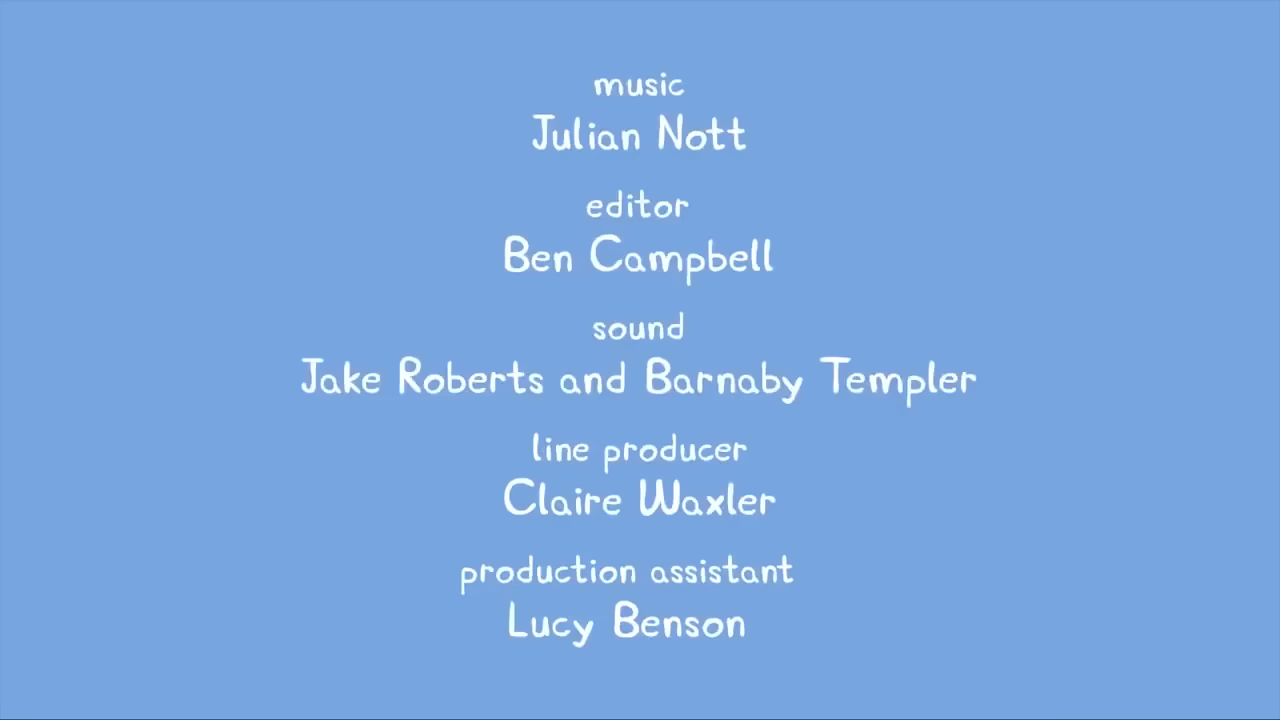 music
Julian Nott
editor
Ben Campbell
sound
Jake Roberts and Barnaby Templer
line producer
Claire Waxler
production assistant
Lucy Benson